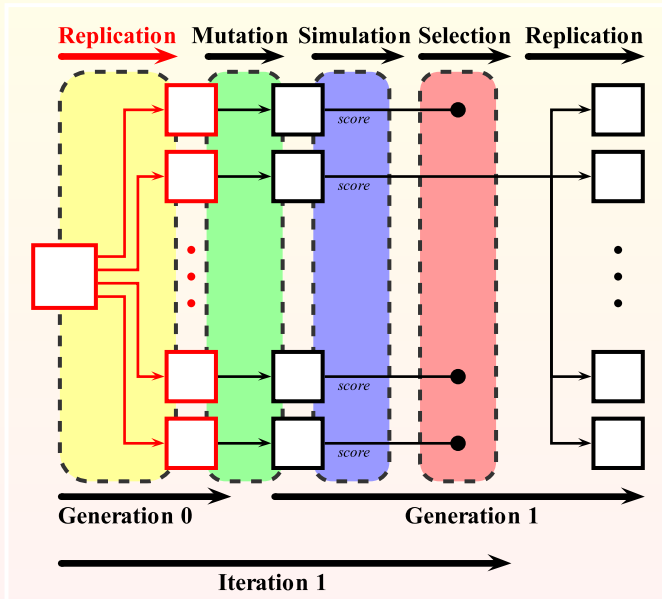 Replication Mutation Simulation Selection Replication
score
score
score
score
Generation 0 Generation 1
Iteration 1